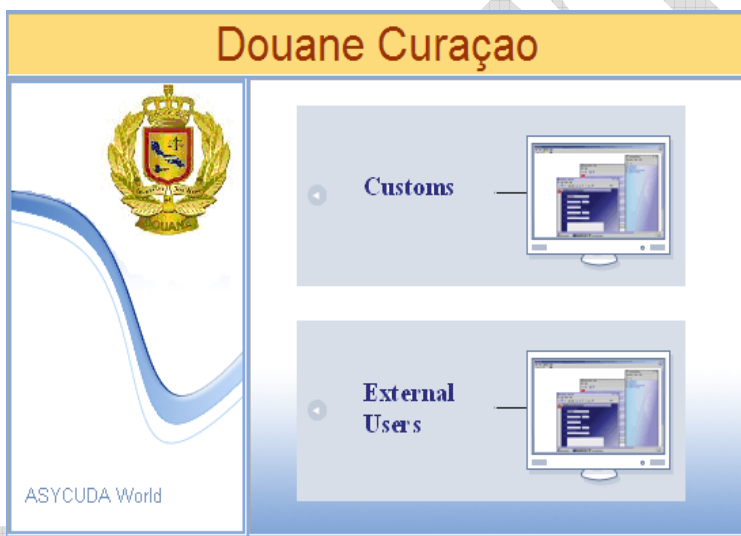 Douane Curaçao
Customs
External
Users
DOUANE
ASYCUDA World